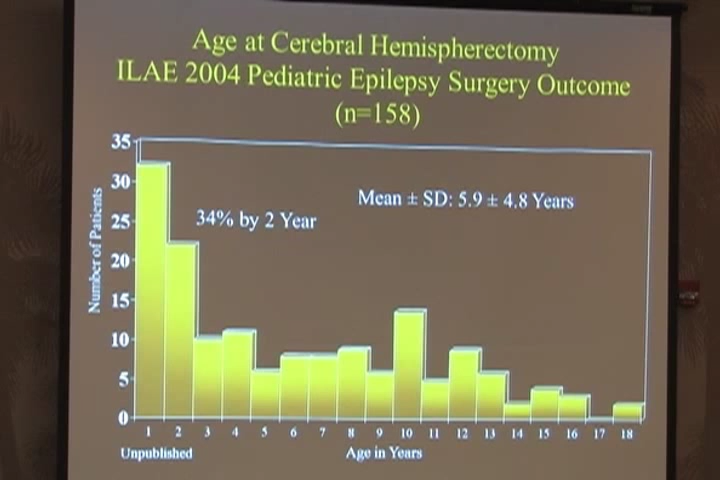 Age at Cerebral Hemispherectomy
ILAE 2004 Pediatric Epilepsy Surgery Outcome
(n=158)
35
30
25
20
15
10
5
0
Number of Patients
34% by 2 Year
Mean ± SD: 5.9 ± 4.8 Years
1 2 3 4 5 6 7 8 9 10 11 12 13 14 15 16 17 18
Unpublished
Age in Years